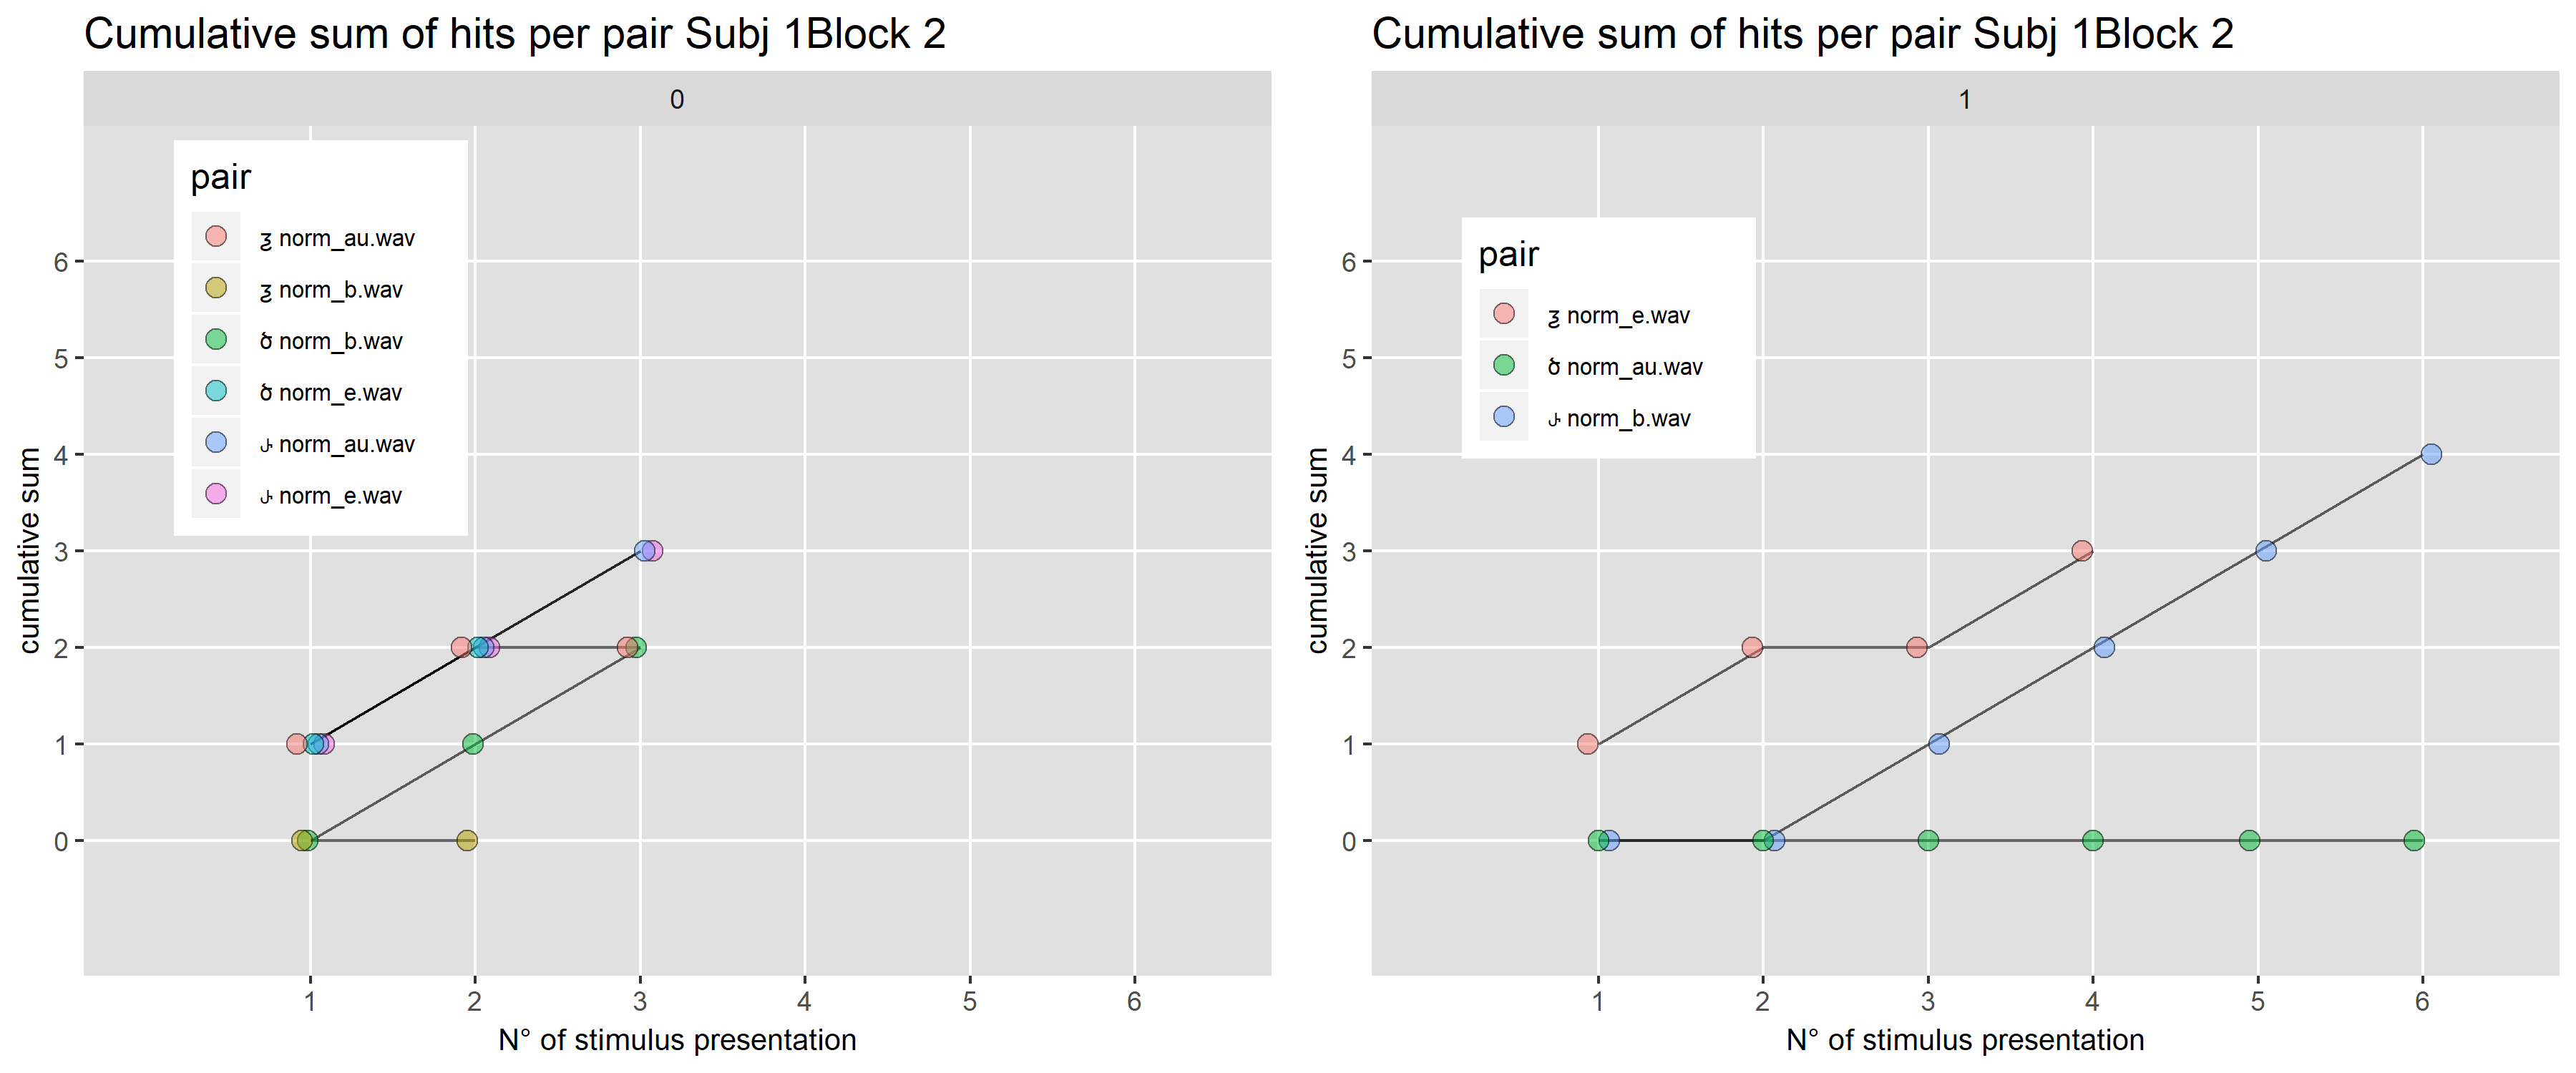 Cumulative sum of hits per pair Subj 1Block 2
0
pair
norm_au.wav
norm_b.wav
norm_b.wav
norm_e.wav
norm_au.wav
norm_e.wav
6
5
4
3
2
1
0
cumulative sum
1 2 3 4 5 6
N° of stimulus presentation
Cumulative sum of hits per pair Subj 1Block 2
1
pair
norm_e.wav
norm_au.wav
norm_b.wav
6
5
4
3
2
1
0
cumulative sum
1 2 3 4 5 6
N° of stimulus presentation